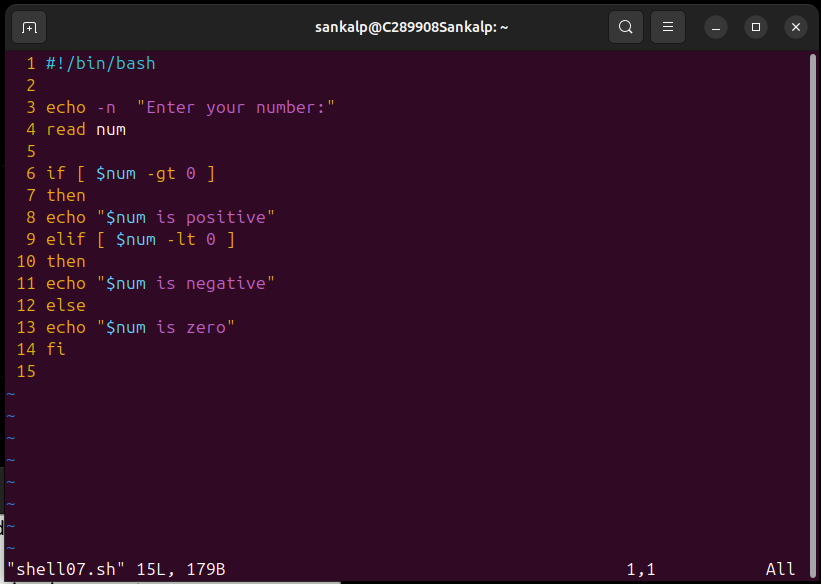 sankalp@C289908Sankalp: ~
1 #!/bin/bash
2
3 echo -n  "Enter your number:"
4 read num
5
6 if [ $num -gt 0 ]
7 then
8 echo "$num is positive"
9 elif [ $num -lt 0 ]
10 then
11 echo "$num is negative"
12 else
13 echo "$num is zero"
14 fi
15
~
~
~
~
~
~
~
~
"shell07.sh" 15L, 179B 1,1 All